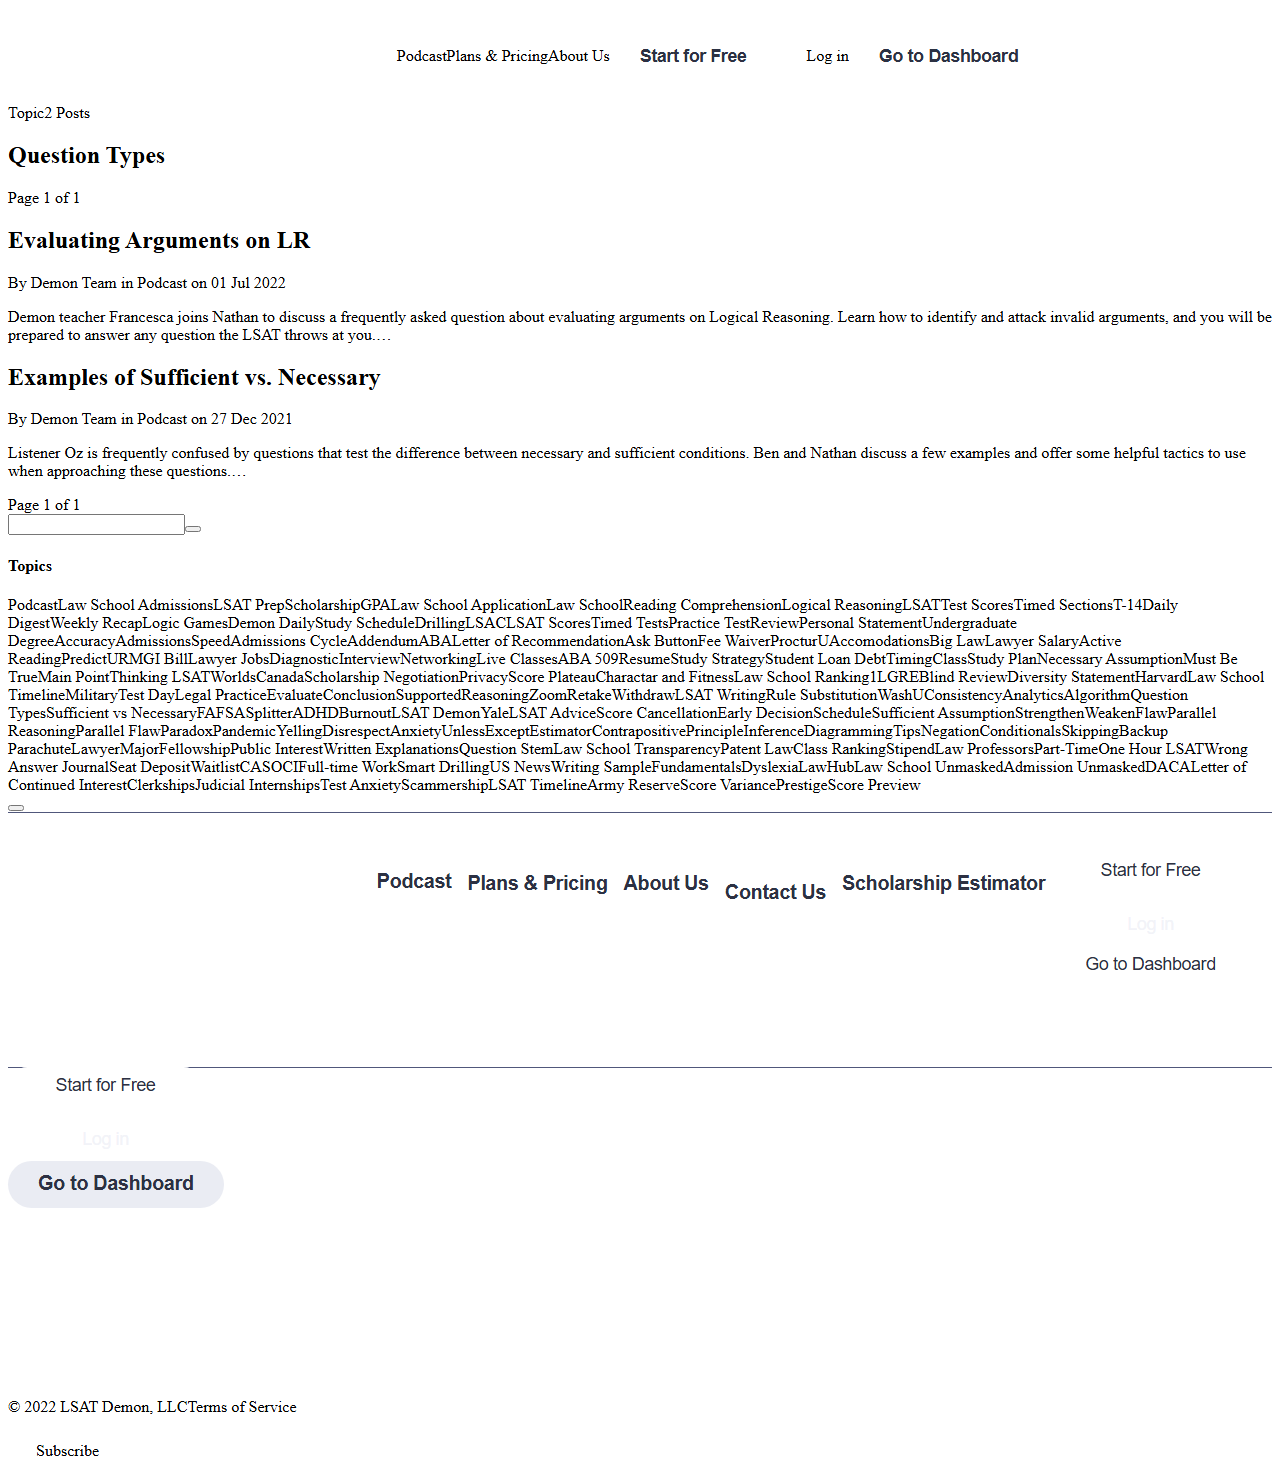 PodcastPlans & PricingAbout Us Start for Free Log in Go to Dashboard
Topic2 Posts
Question Types
Page 1 of 1
Evaluating Arguments on LR
By Demon Team in Podcast on 01 Jul 2022
Demon teacher Francesca joins Nathan to discuss a frequently asked question about evaluating arguments on Logical Reasoning. Learn how to identify and attack invalid arguments, and you will be
prepared to answer any question the LSAT throws at you.…
Examples of Sufficient vs. Necessary
By Demon Team in Podcast on 27 Dec 2021
Listener Oz is frequently confused by questions that test the difference between necessary and sufficient conditions. Ben and Nathan discuss a few examples and offer some helpful tactics to use
when approaching these questions.…
Page 1 of 1
Topics
PodcastLaw School AdmissionsLSAT PrepScholarshipGPALaw School ApplicationLaw SchoolReading ComprehensionLogical ReasoningLSATTest ScoresTimed SectionsT-14Daily
DigestWeekly RecapLogic GamesDemon DailyStudy ScheduleDrillingLSACLSAT ScoresTimed TestsPractice TestReviewPersonal StatementUndergraduate
DegreeAccuracyAdmissionsSpeedAdmissions CycleAddendumABALetter of RecommendationAsk ButtonFee WaiverProcturUAccomodationsBig LawLawyer SalaryActive
ReadingPredictURMGI BillLawyer JobsDiagnosticInterviewNetworkingLive ClassesABA 509ResumeStudy StrategyStudent Loan DebtTimingClassStudy PlanNecessary AssumptionMust Be
TrueMain PointThinking LSATWorldsCanadaScholarship NegotiationPrivacyScore PlateauCharactar and FitnessLaw School Ranking1LGREBlind ReviewDiversity StatementHarvardLaw School
TimelineMilitaryTest DayLegal PracticeEvaluateConclusionSupportedReasoningZoomRetakeWithdrawLSAT WritingRule SubstitutionWashUConsistencyAnalyticsAlgorithmQuestion
TypesSufficient vs NecessaryFAFSASplitterADHDBurnoutLSAT DemonYaleLSAT AdviceScore CancellationEarly DecisionScheduleSufficient AssumptionStrengthenWeakenFlawParallel
ReasoningParallel FlawParadoxPandemicYellingDisrespectAnxietyUnlessExceptEstimatorContrapositivePrincipleInferenceDiagrammingTipsNegationConditionalsSkippingBackup
ParachuteLawyerMajorFellowshipPublic InterestWritten ExplanationsQuestion StemLaw School TransparencyPatent LawClass RankingStipendLaw ProfessorsPart-TimeOne Hour LSATWrong
Answer JournalSeat DepositWaitlistCASOCIFull-time WorkSmart DrillingUS NewsWriting SampleFundamentalsDyslexiaLawHubLaw School UnmaskedAdmission UnmaskedDACALetter of
Continued InterestClerkshipsJudicial InternshipsTest AnxietyScammershipLSAT TimelineArmy ReserveScore VariancePrestigeScore Preview
Podcast Plans & Pricing About Us Contact Us Scholarship Estimator
Start for Free
Log in
Go to Dashboard
Start for Free
Log in
Go to Dashboard
© 2022 LSAT Demon, LLCTerms of Service
Subscribe